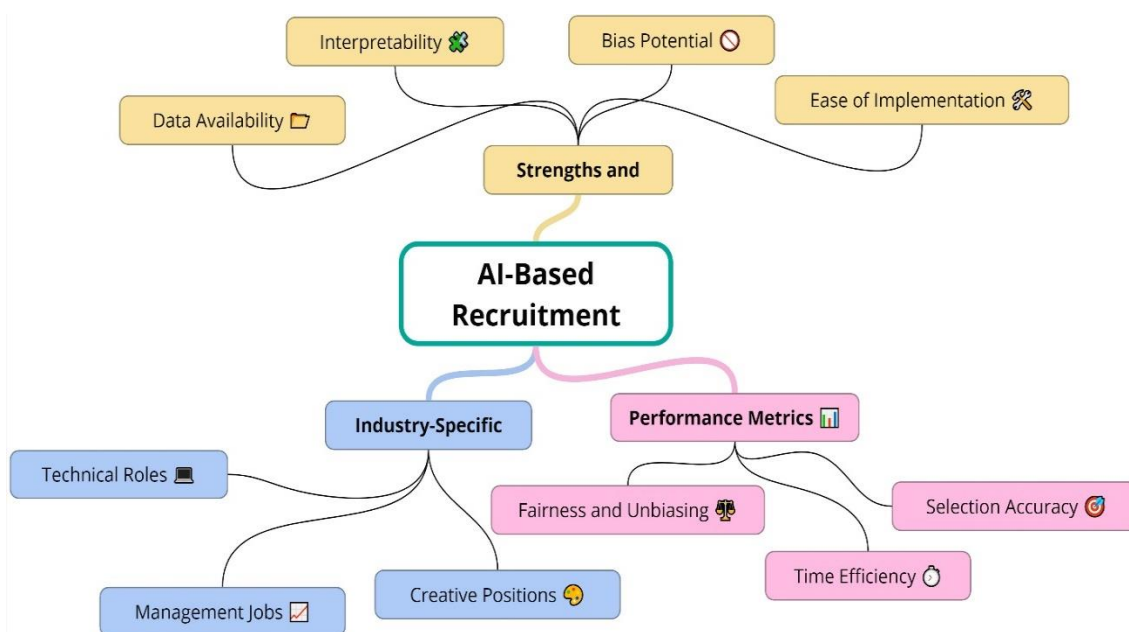 Interpretability 🧩
Bias Potential 🚫
Data Availability 📁
Ease of Implementation 🛠
Strengths and
AI-Based
Recruitment
Industry-Specific
Performance Metrics 📊
Technical Roles 💻
Fairness and Unbiasing ⚖
Selection Accuracy 🎯
Management Jobs 📈
Creative Positions 🎨
Time Efficiency ⏱